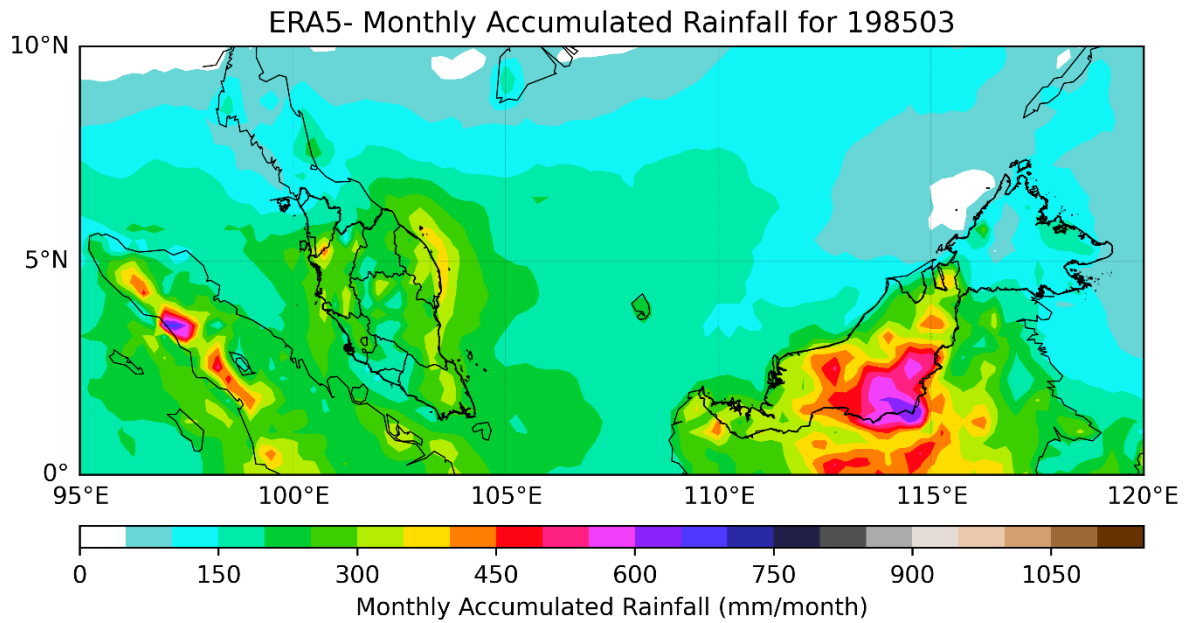 ERA5- Monthly Accumulated Rainfall for 198503
10°N
5°N
0°
95°E 100°E 105°E 110°E 115°E 120°E
0 150 300 450 600 750 900 1050
Monthly Accumulated Rainfall (mm/month)